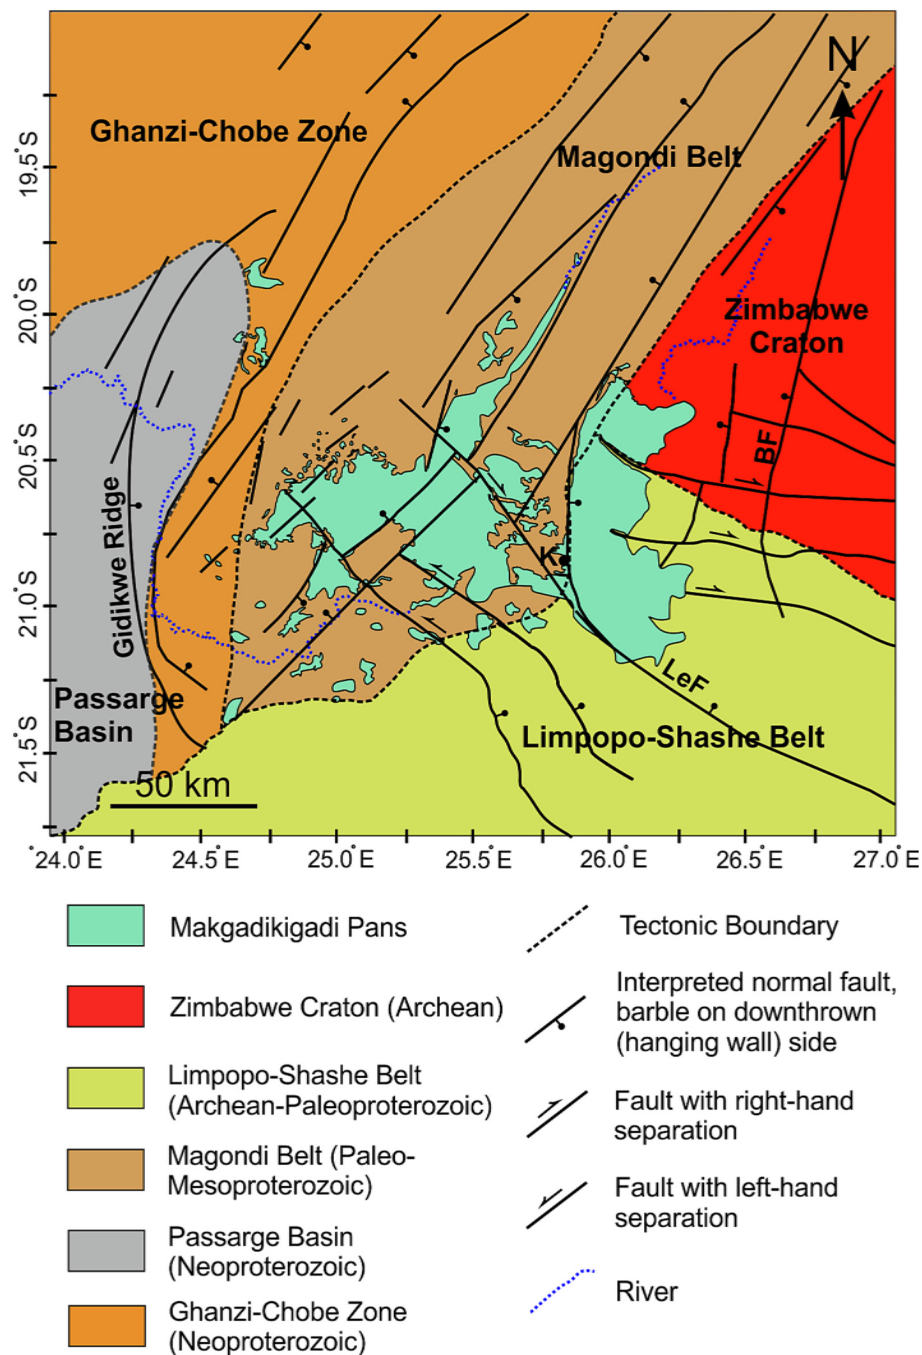 N
Ghanzi-Chobe Zone
Magondi Belt
Zimbabwe
Craton
BF
Gidikwe Ridge
K
LeF
Passarge
Basin
Limpopo-Shashe Belt
50 km
19.5°S
20.0°S
20.5°S
21.0°S
21.5°S
24.0°E
24.5°E
25.0°E
25.5°E
26.0°E
26.5°E
27.0°E
Makgadikigadi Pans
Zimbabwe Craton (Archean)
Limpopo-Shashe Belt
(Archean-Paleoproterozoic)
Magondi Belt (Paleo-
Mesoproterozoic)
Passarge Basin
(Neoproterozoic)
Ghanzi-Chobe Zone
(Neoproterozoic)
Tectonic Boundary
Interpreted normal fault,
barble on downthrown
(hanging wall) side
Fault with right-hand
separation
Fault with left-hand
separation
River